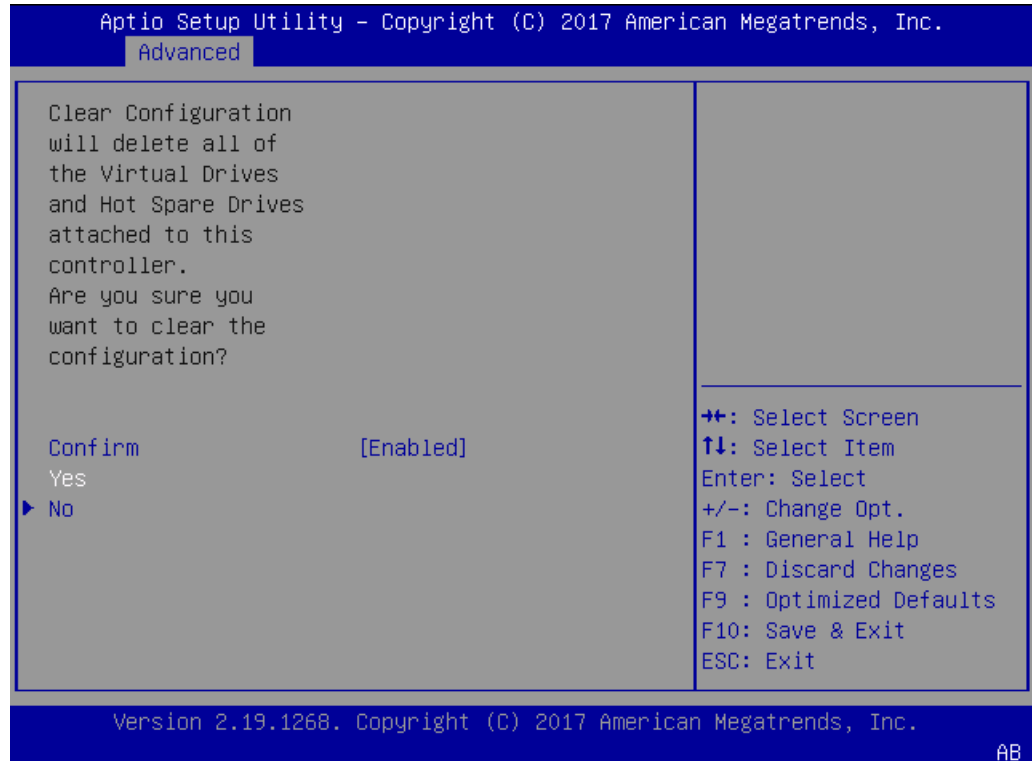 Aptio Setup Utility – Copyright (C) 2017 American Megatrends, Inc.
Advanced
Clear Configuration
will delete all of
the Virtual Drives
and Hot Spare Drives
attached to this
controller.
Are you sure you
want to clear the
configuration?
Confirm [Enabled]
Yes
▶ No
→←: Select Screen
↑↓: Select Item
Enter: Select
+/-: Change Opt.
F1 : General Help
F7 : Discard Changes
F9 : Optimized Defaults
F10: Save & Exit
ESC: Exit
Version 2.19.1268. Copyright (C) 2017 American Megatrends, Inc.
AB